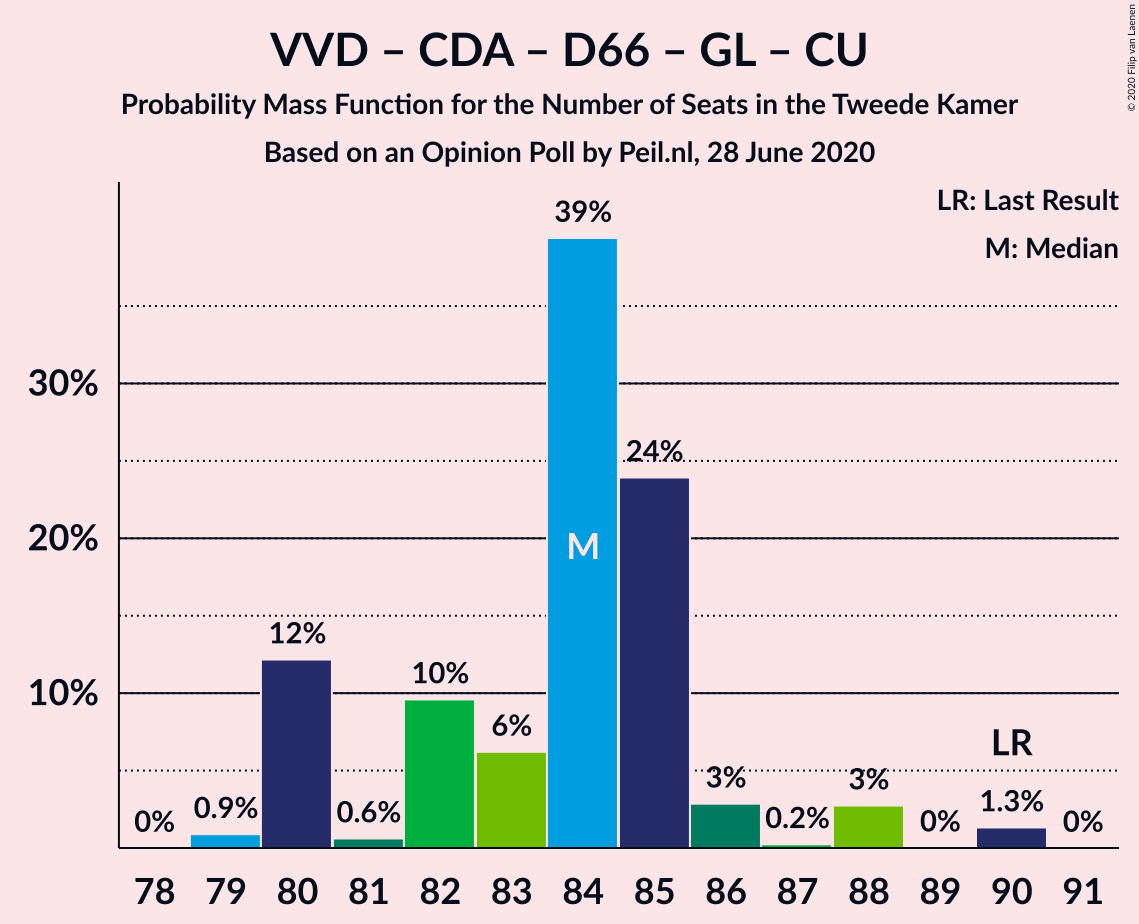 VVD – CDA – D66 – GL – CU
Probability Mass Function for the Number of Seats in the Tweede Kamer
Based on an Opinion Poll by Peil.nl, 28 June 2020
© 2020 Filip van Laenen
LR: Last Result
M: Median
39%
30%
24%
20%
M
12%
10%
10%
6%
LR
3%
3%
0%
0.9%
0.6%
0.2%
0%
1.3%
0%
78 79 80 81 82 83 84 85 86 87 88 89 90 91